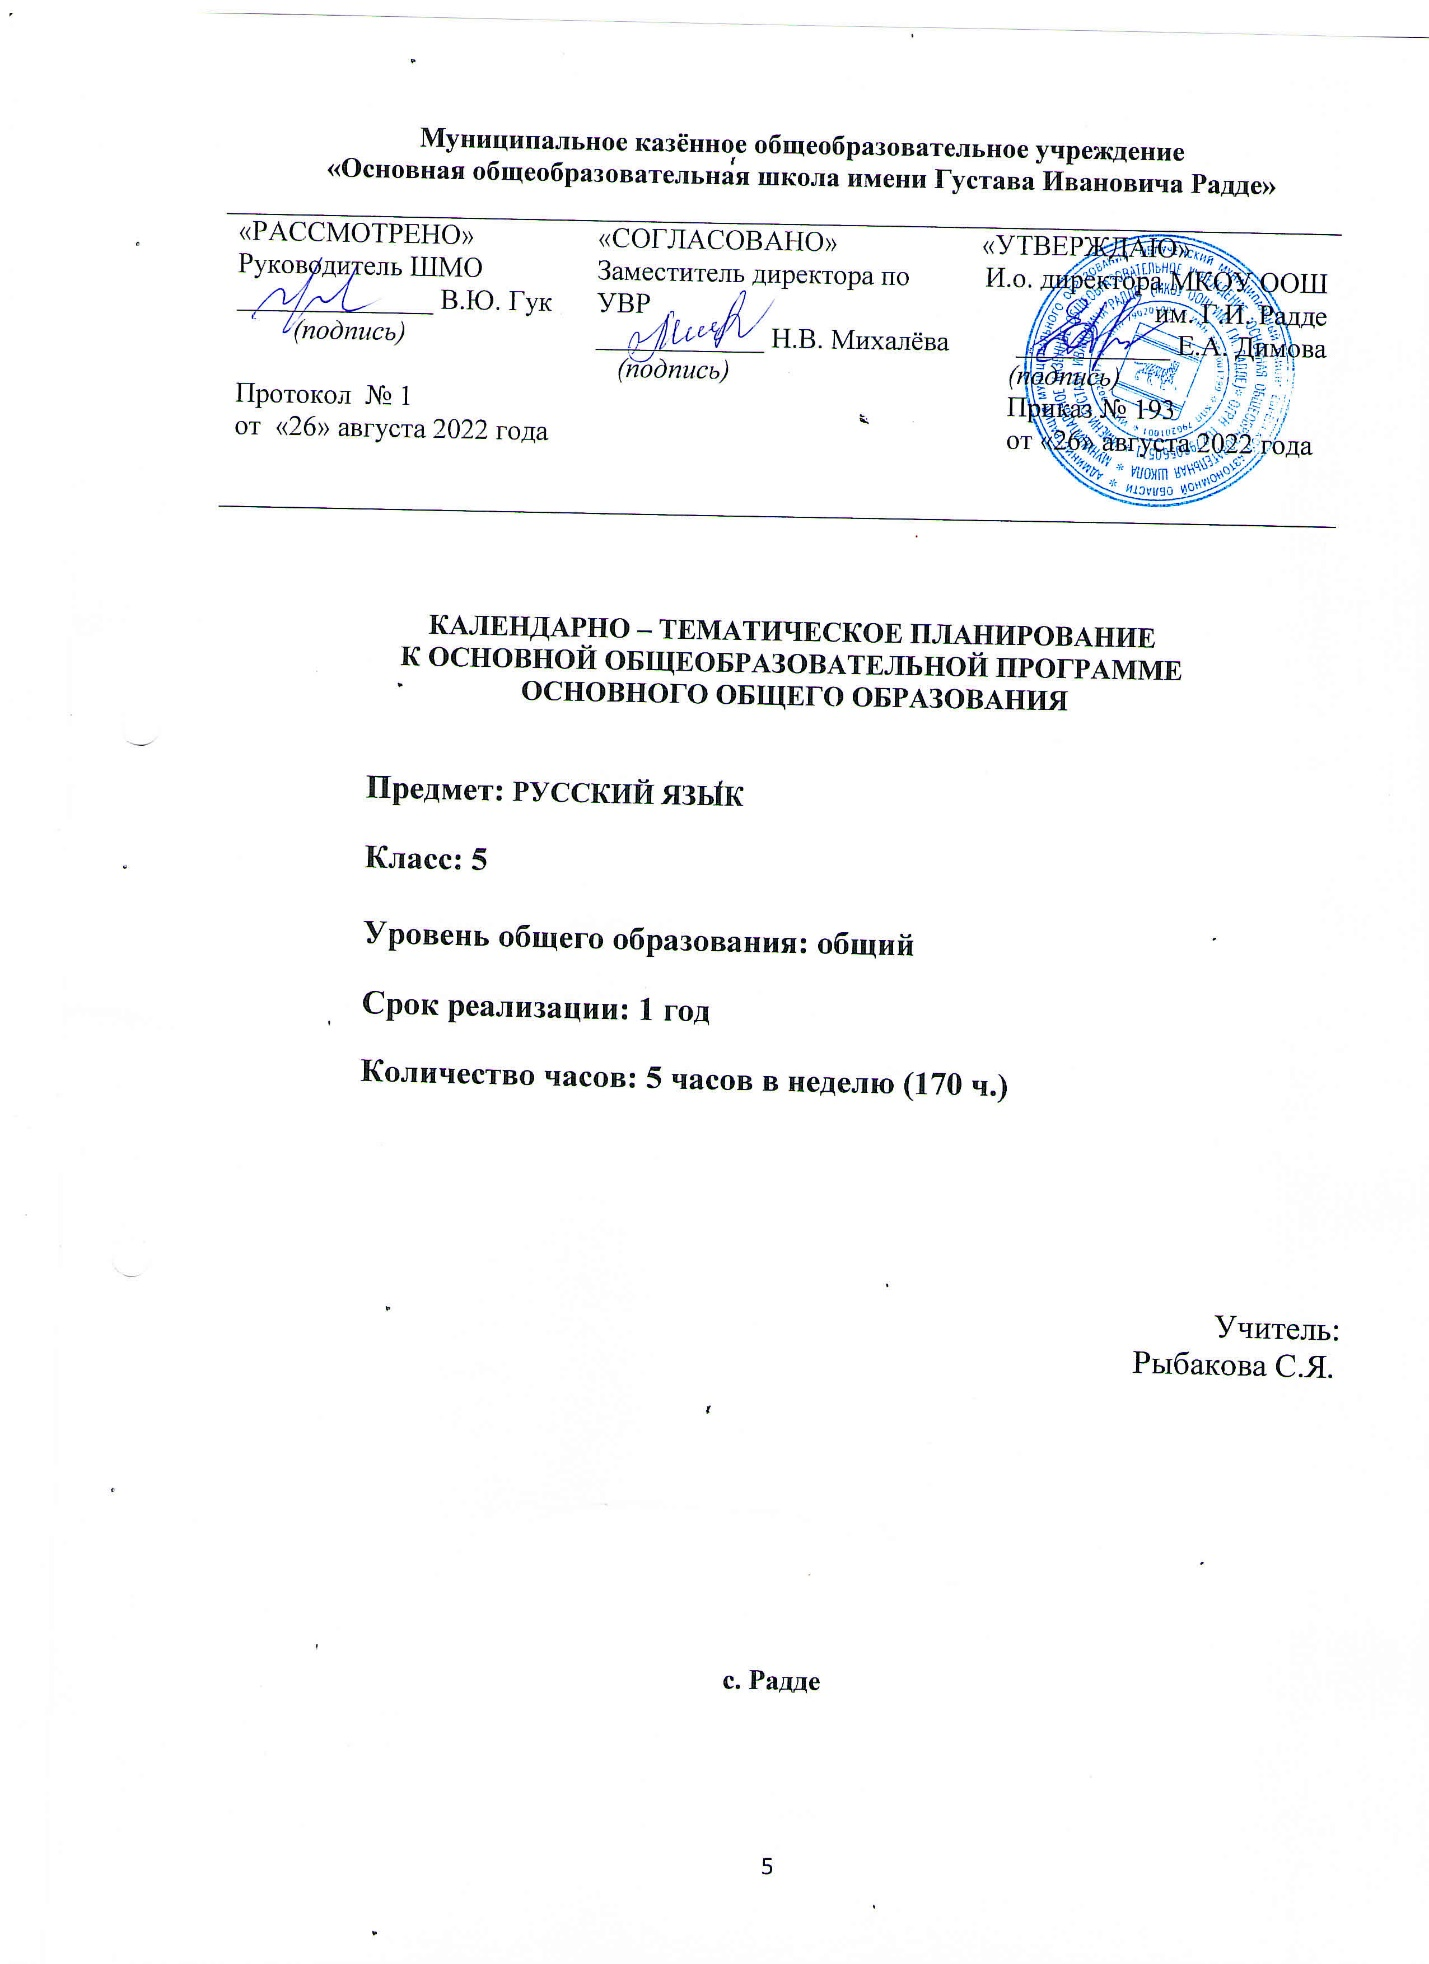 Муниципальное казённое общеобразовательное учреждение
«Основная общеобразовательная школа имени Густава Ивановича Радде»
«РАССМОТРЕНО»
Руководитель ШМО
______________ В.Ю. Гук
(подпись)
Протокол № 1
от «26» августа 2022 года
«СОГЛАСОВАНО»
Заместитель директора по
УВР
____________ Н.В. Михалёва
(подпись)
«УТВЕРЖДАЮ»
И.о. директора МКОУ ООШ
им. Г.И. Радде
___________ Е.А. Димова
(подпись)
Приказ № 193
от «26» августа 2022 года
КАЛЕНДАРНО – ТЕМАТИЧЕСКОЕ ПЛАНИРОВАНИЕ
К ОСНОВНОЙ ОБЩЕОБРАЗОВАТЕЛЬНОЙ ПРОГРАММЕ
ОСНОВНОГО ОБЩЕГО ОБРАЗОВАНИЯ
Предмет: РУССКИЙ ЯЗЫК
Класс: 5
Уровень общего образования: общий
Срок реализации: 1 год
Количество часов: 5 часов в неделю (170 ч.)
Учитель:
Рыбакова С.Я.
с. Радде
5